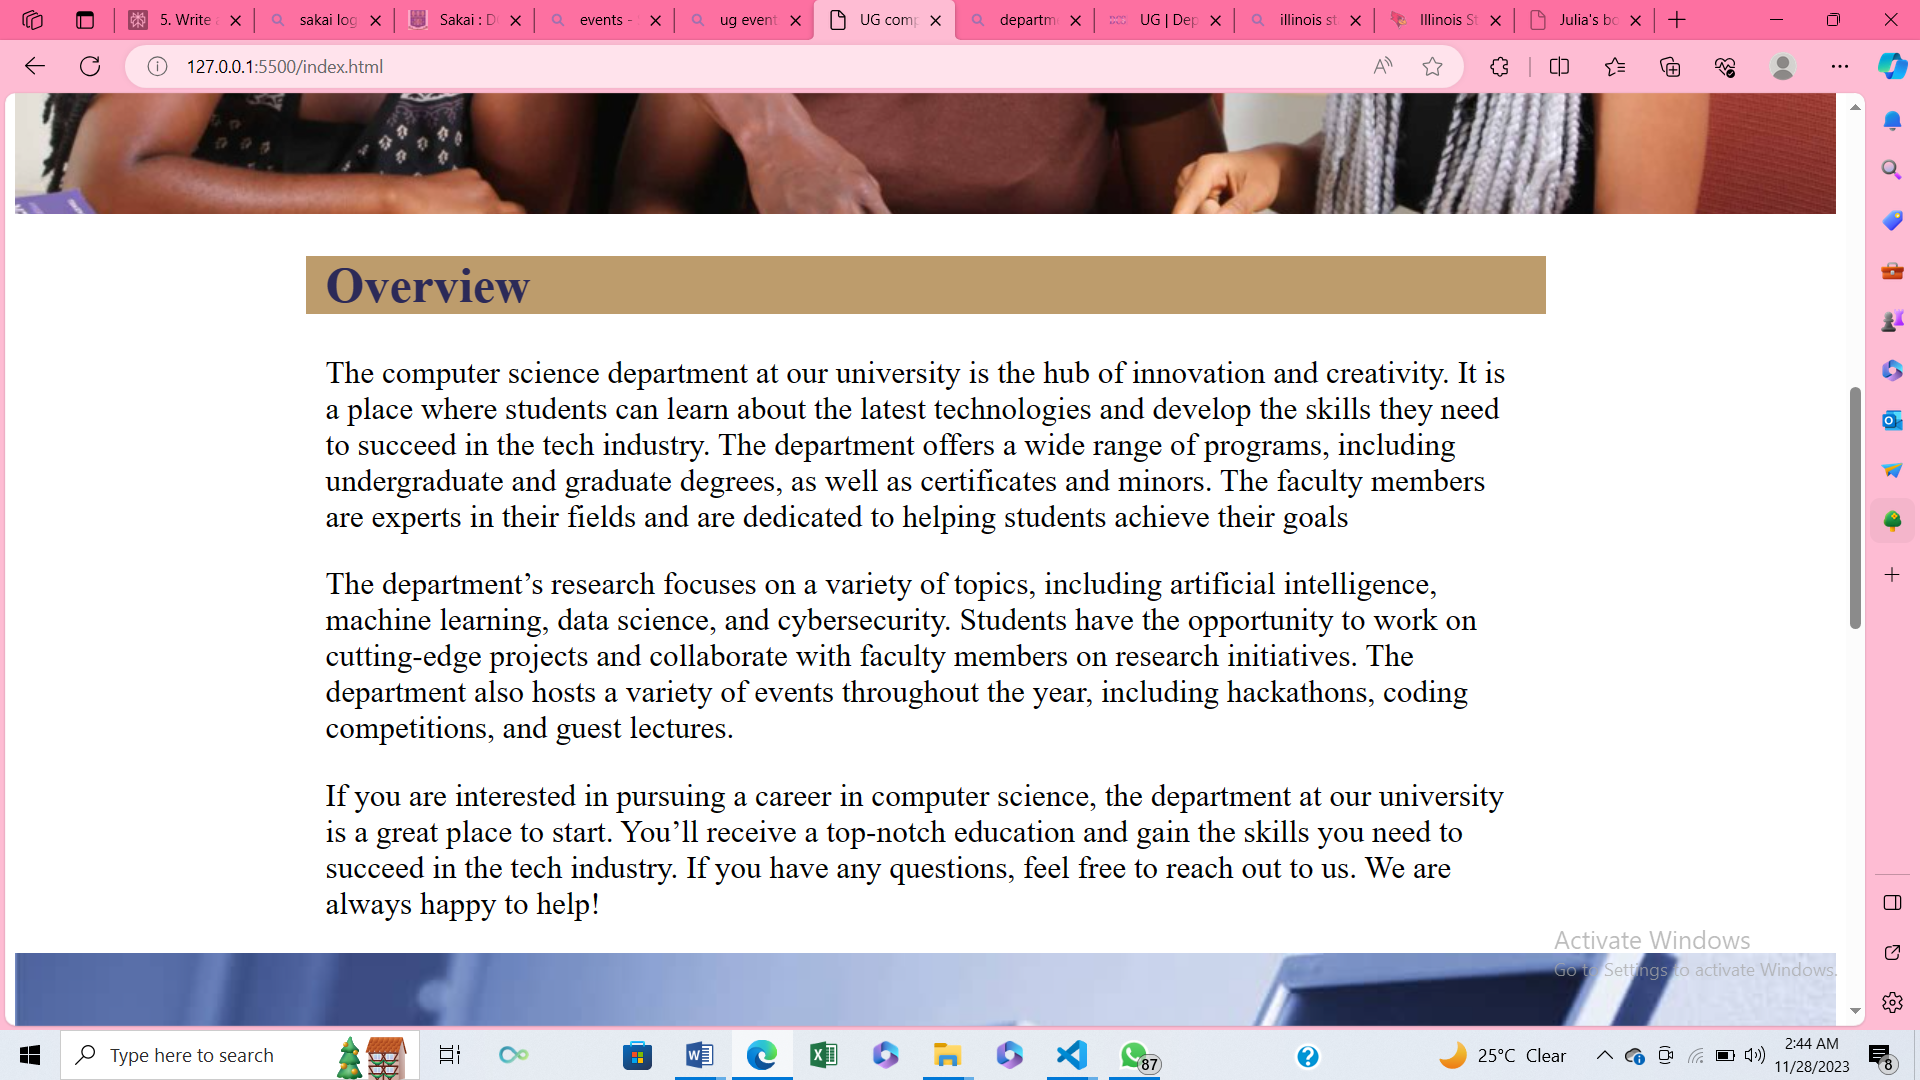 5. Write
sakai log
Sakai : D
events -
ug event
UG comp
departm
UG | Dep
illinois st
Illinois St
Julia's bo
127.0.0.1:5500/index.html
Overview
The computer science department at our university is the hub of innovation and creativity. It is
a place where students can learn about the latest technologies and develop the skills they need
to succeed in the tech industry. The department offers a wide range of programs, including
undergraduate and graduate degrees, as well as certificates and minors. The faculty members
are experts in their fields and are dedicated to helping students achieve their goals
The department’s research focuses on a variety of topics, including artificial intelligence,
machine learning, data science, and cybersecurity. Students have the opportunity to work on
cutting-edge projects and collaborate with faculty members on research initiatives. The
department also hosts a variety of events throughout the year, including hackathons, coding
competitions, and guest lectures.
If you are interested in pursuing a career in computer science, the department at our university
is a great place to start. You’ll receive a top-notch education and gain the skills you need to
succeed in the tech industry. If you have any questions, feel free to reach out to us. We are
always happy to help!
Activate Windows
Go to Settings to activate Windows.
Type here to search
87
25°C Clear
2:44 AM
11/28/2023
8